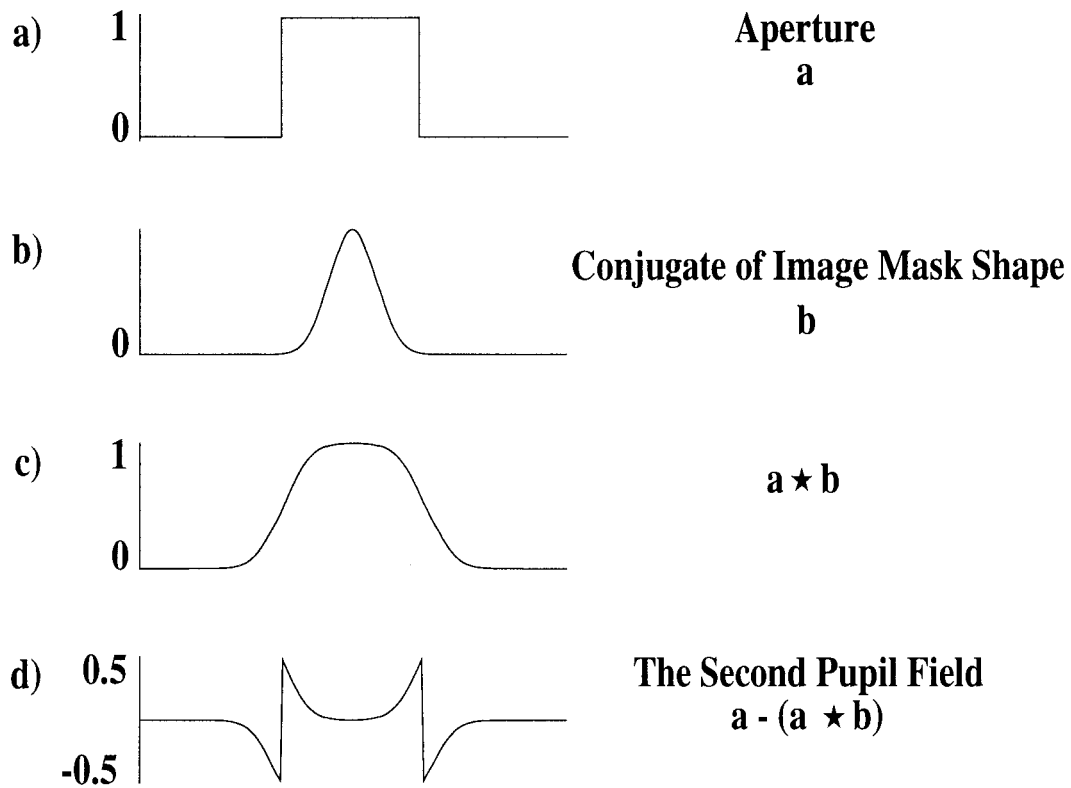 a)
1
0
Aperture
a
b)
0
Conjugate of Image Mask Shape
b
c)
1
0
a ★ b
d)
0.5
-0.5
The Second Pupil Field
a - (a ★ b)